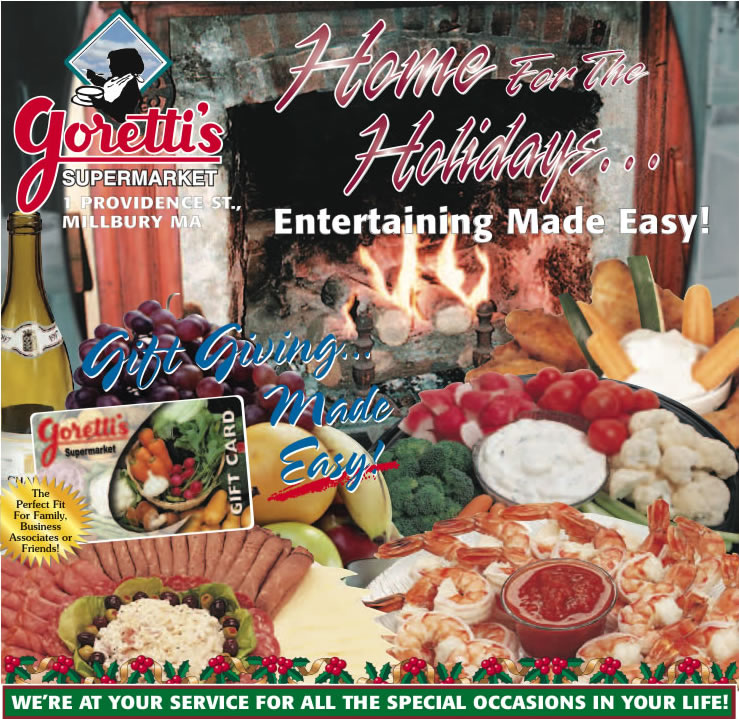 Goretti's
SUPERMARKET
1 PROVIDENCE ST.,
MILLBURY MA
Home For The
Holidays...
Entertaining Made Easy!
Gift Giving...
Made
Easy!
Goretti's
Supermarket
GIFT CARD
The
Perfect Fit
For Family,
Business
Associates or
Friends!
WE'RE AT YOUR SERVICE FOR ALL THE SPECIAL OCCASIONS IN YOUR LIFE!